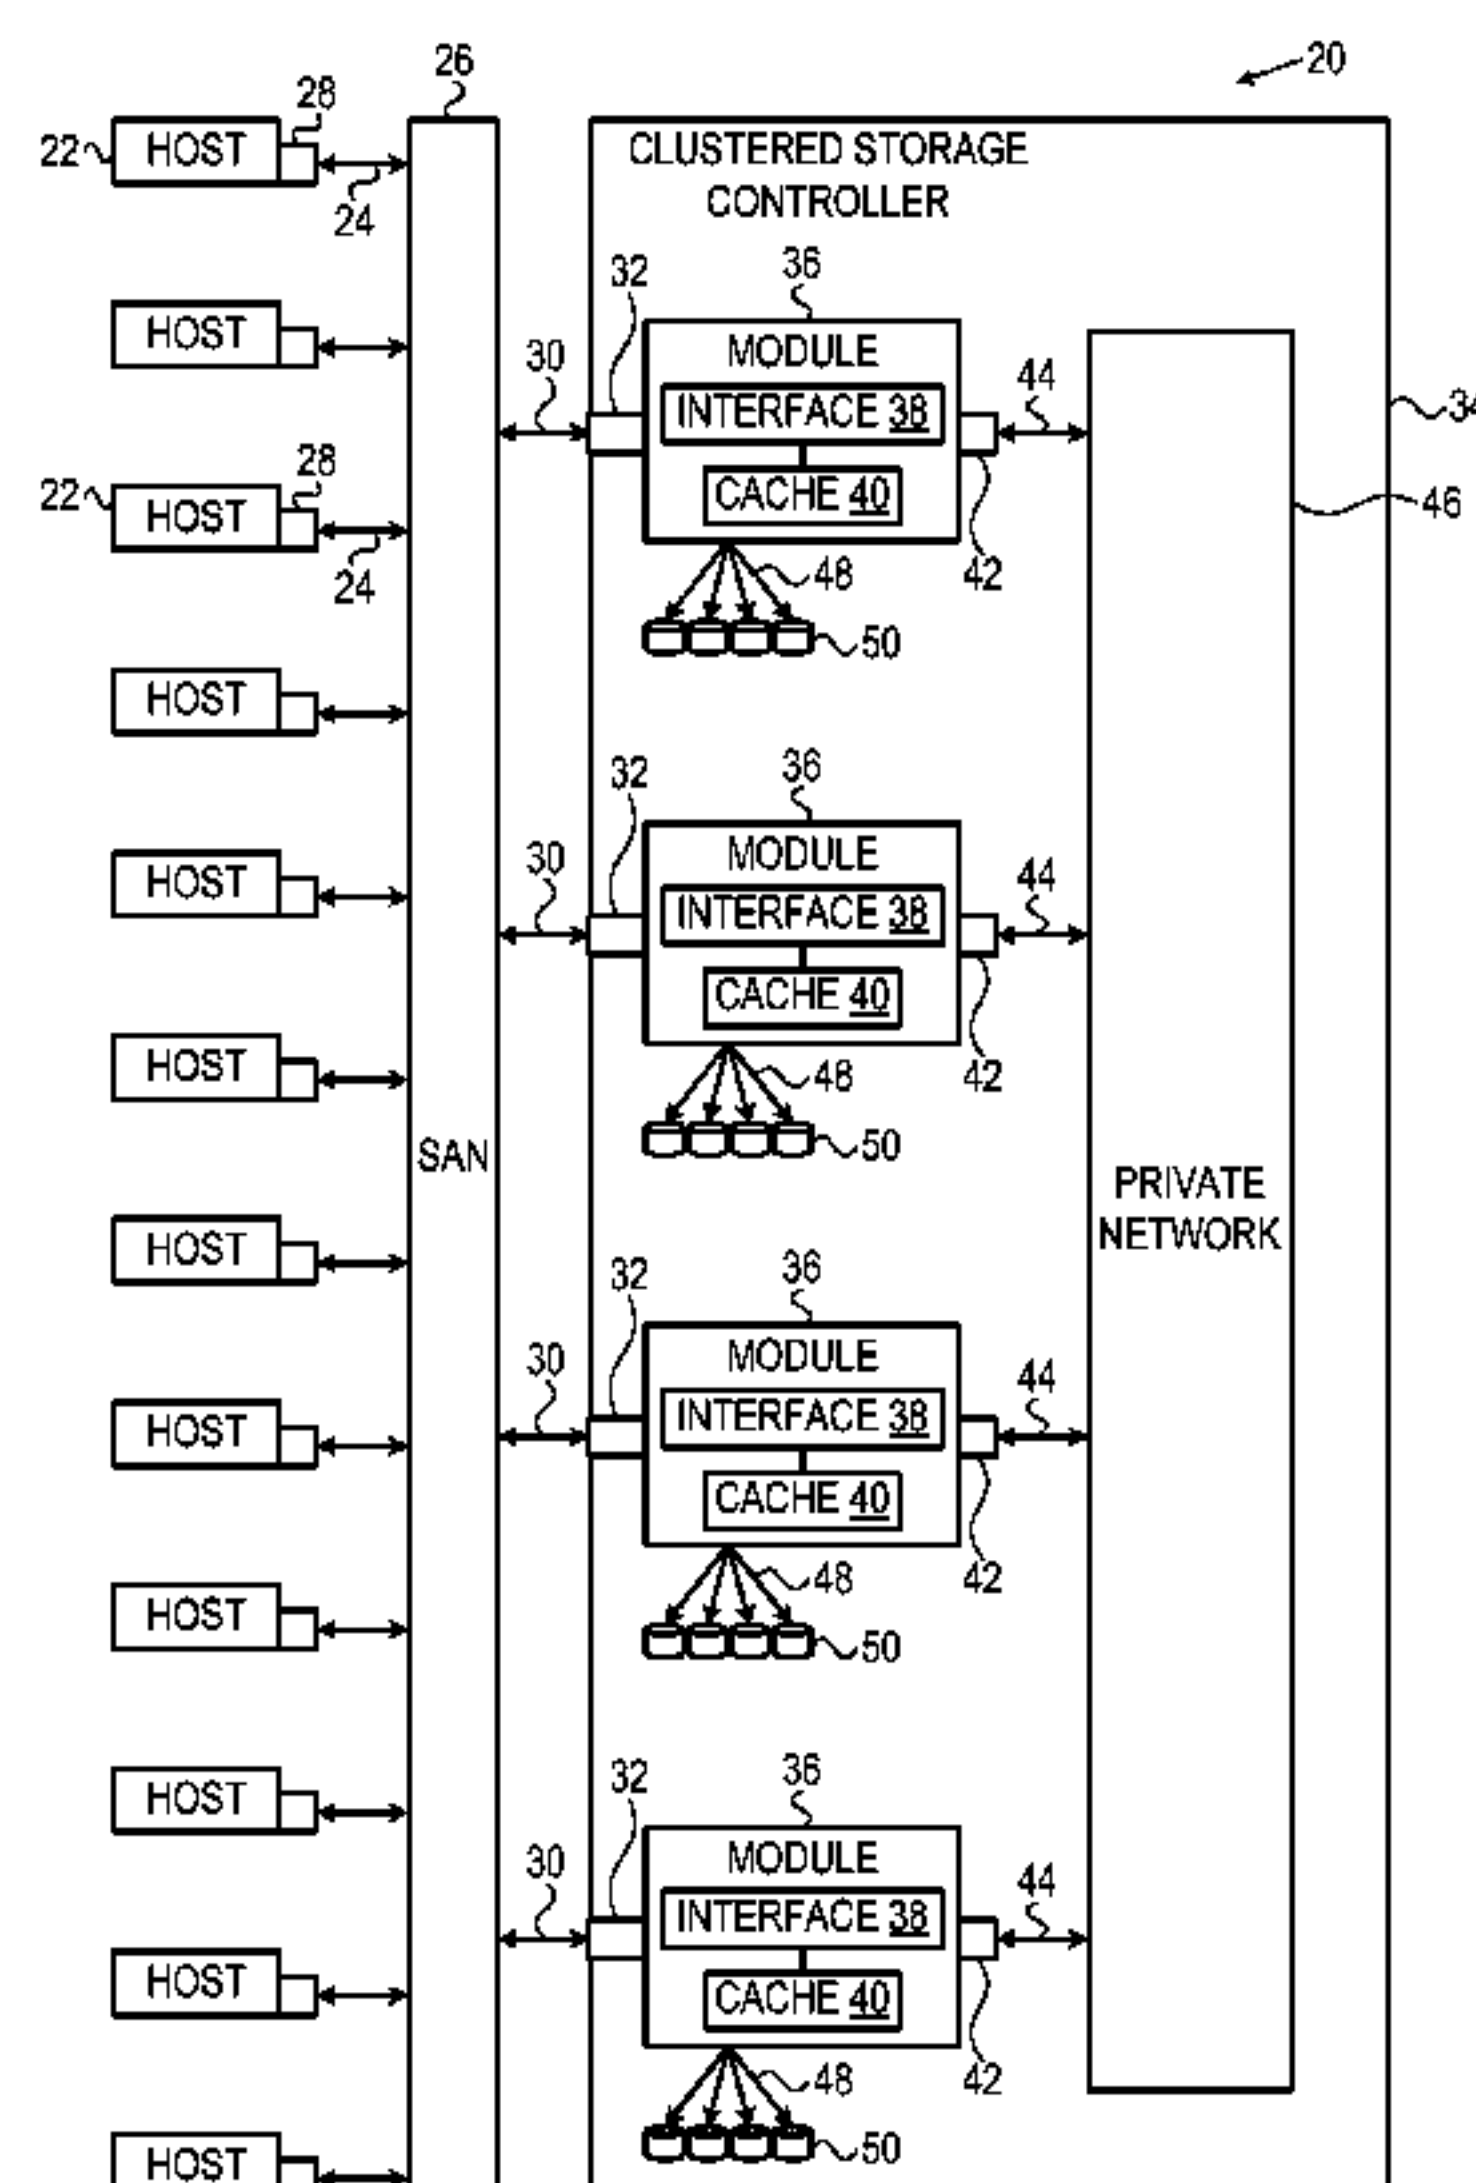 20
26
28
22 HOST
24
CLUSTERED STORAGE
CONTROLLER
HOST
32
36
MODULE
INTERFACE 38
CACHE 40
30
44
34
46
42
48
50
28
22 HOST
24
HOST
HOST
HOST
SAN
32
36
MODULE
INTERFACE 38
CACHE 40
30
44
42
48
50
PRIVATE
NETWORK
HOST
HOST
32
36
MODULE
INTERFACE 38
CACHE 40
30
44
42
48
50
HOST
HOST
HOST
HOST
32
36
MODULE
INTERFACE 38
CACHE 40
30
44
42
48
50